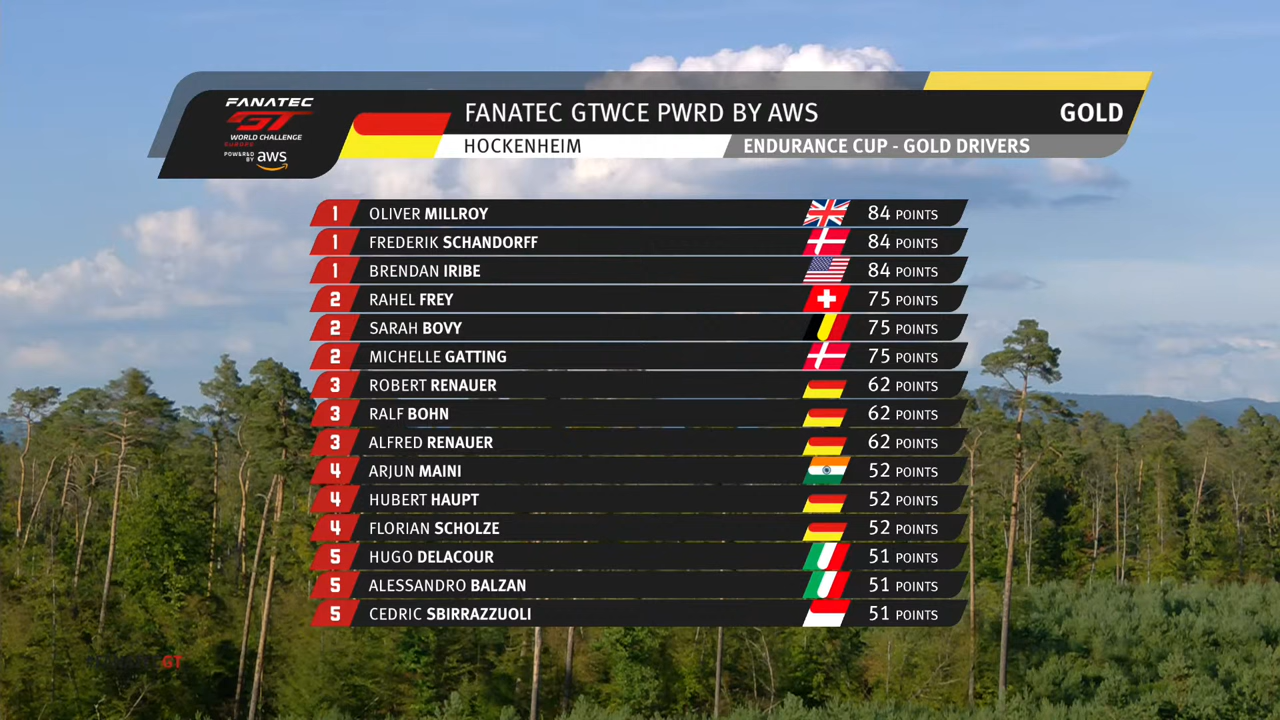 FANATEC
GT
WORLD CHALLENGE
EUROPE
POWERED BY aws
FANATEC GTWCE PWRD BY AWS
GOLD
HOCKENHEIM
ENDURANCE CUP - GOLD DRIVERS
1 OLIVER MILLROY 84 POINTS
1 FREDERIK SCHANDORFF 84 POINTS
1 BRENDAN IRIBE 84 POINTS
2 RAHEL FREY 75 POINTS
2 SARAH BOVY 75 POINTS
2 MICHELLE GATTING 75 POINTS
3 ROBERT RENAUER 62 POINTS
3 RALF BOHN 62 POINTS
3 ALFRED RENAUER 62 POINTS
4 ARJUN MAINI 52 POINTS
4 HUBERT HAUPT 52 POINTS
4 FLORIAN SCHOLZE 52 POINTS
5 HUGO DELACOUR 51 POINTS
5 ALESSANDRO BALZAN 51 POINTS
5 CEDRIC SBIRRAZZUOLI 51 POINTS
GT